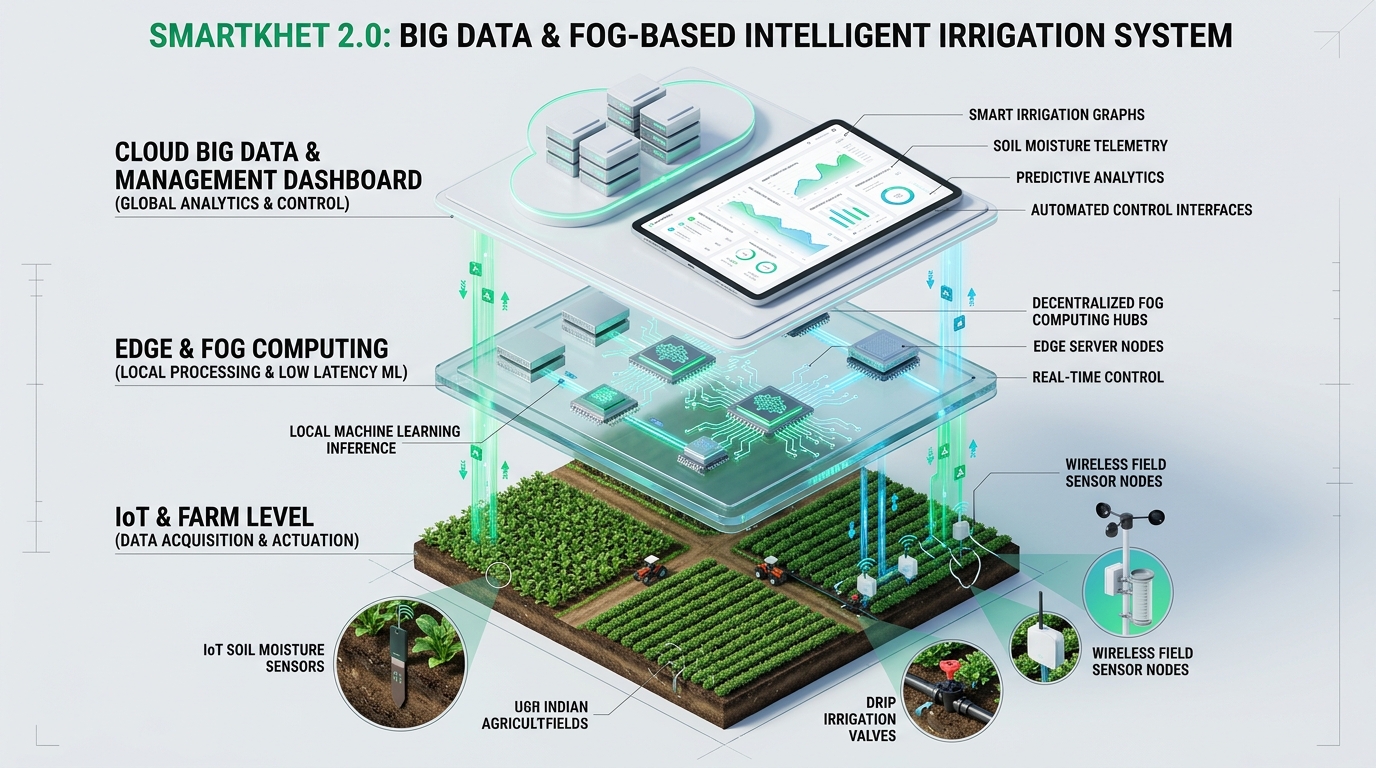 SMARTKHET 2.0: BIG DATA & FOG-BASED INTELLIGENT IRRIGATION SYSTEM
CLOUD BIG DATA &
MANAGEMENT DASHBOARD
(GLOBAL ANALYTICS & CONTROL)
SMART IRRIGATION GRAPHS
SOIL MOISTURE TELEMETRY
PREDICTIVE ANALYTICS
AUTOMATED CONTROL INTERFACES
EDGE & FOG COMPUTING
(LOCAL PROCESSING & LOW LATENCY ML)
DECENTRALIZED FOG
COMPUTING HUBS
EDGE SERVER NODES
REAL-TIME CONTROL
LOCAL MACHINE LEARNING
INFERENCE
WIRELESS FIELD
SENSOR NODES
IoT & FARM LEVEL
(DATA ACQUISITION & ACTUATION)
IoT SOIL MOISTURE
SENSORS
INDIAN
AGRICULTFIELDS
DRIP
IRRIGATION
VALVES
WIRELESS FIELD
SENSOR NODES